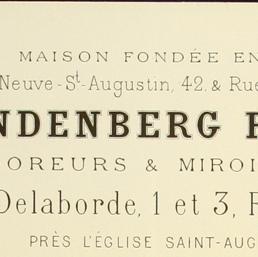 MAISON FONDÉE EN
Neuve-St-Augustin, 42. & Rue
NDENBERG F
OREURS & MIROI
Delaborde, 1 et 3, F
PRÈS L'ÉGLISE SAINT-AUG